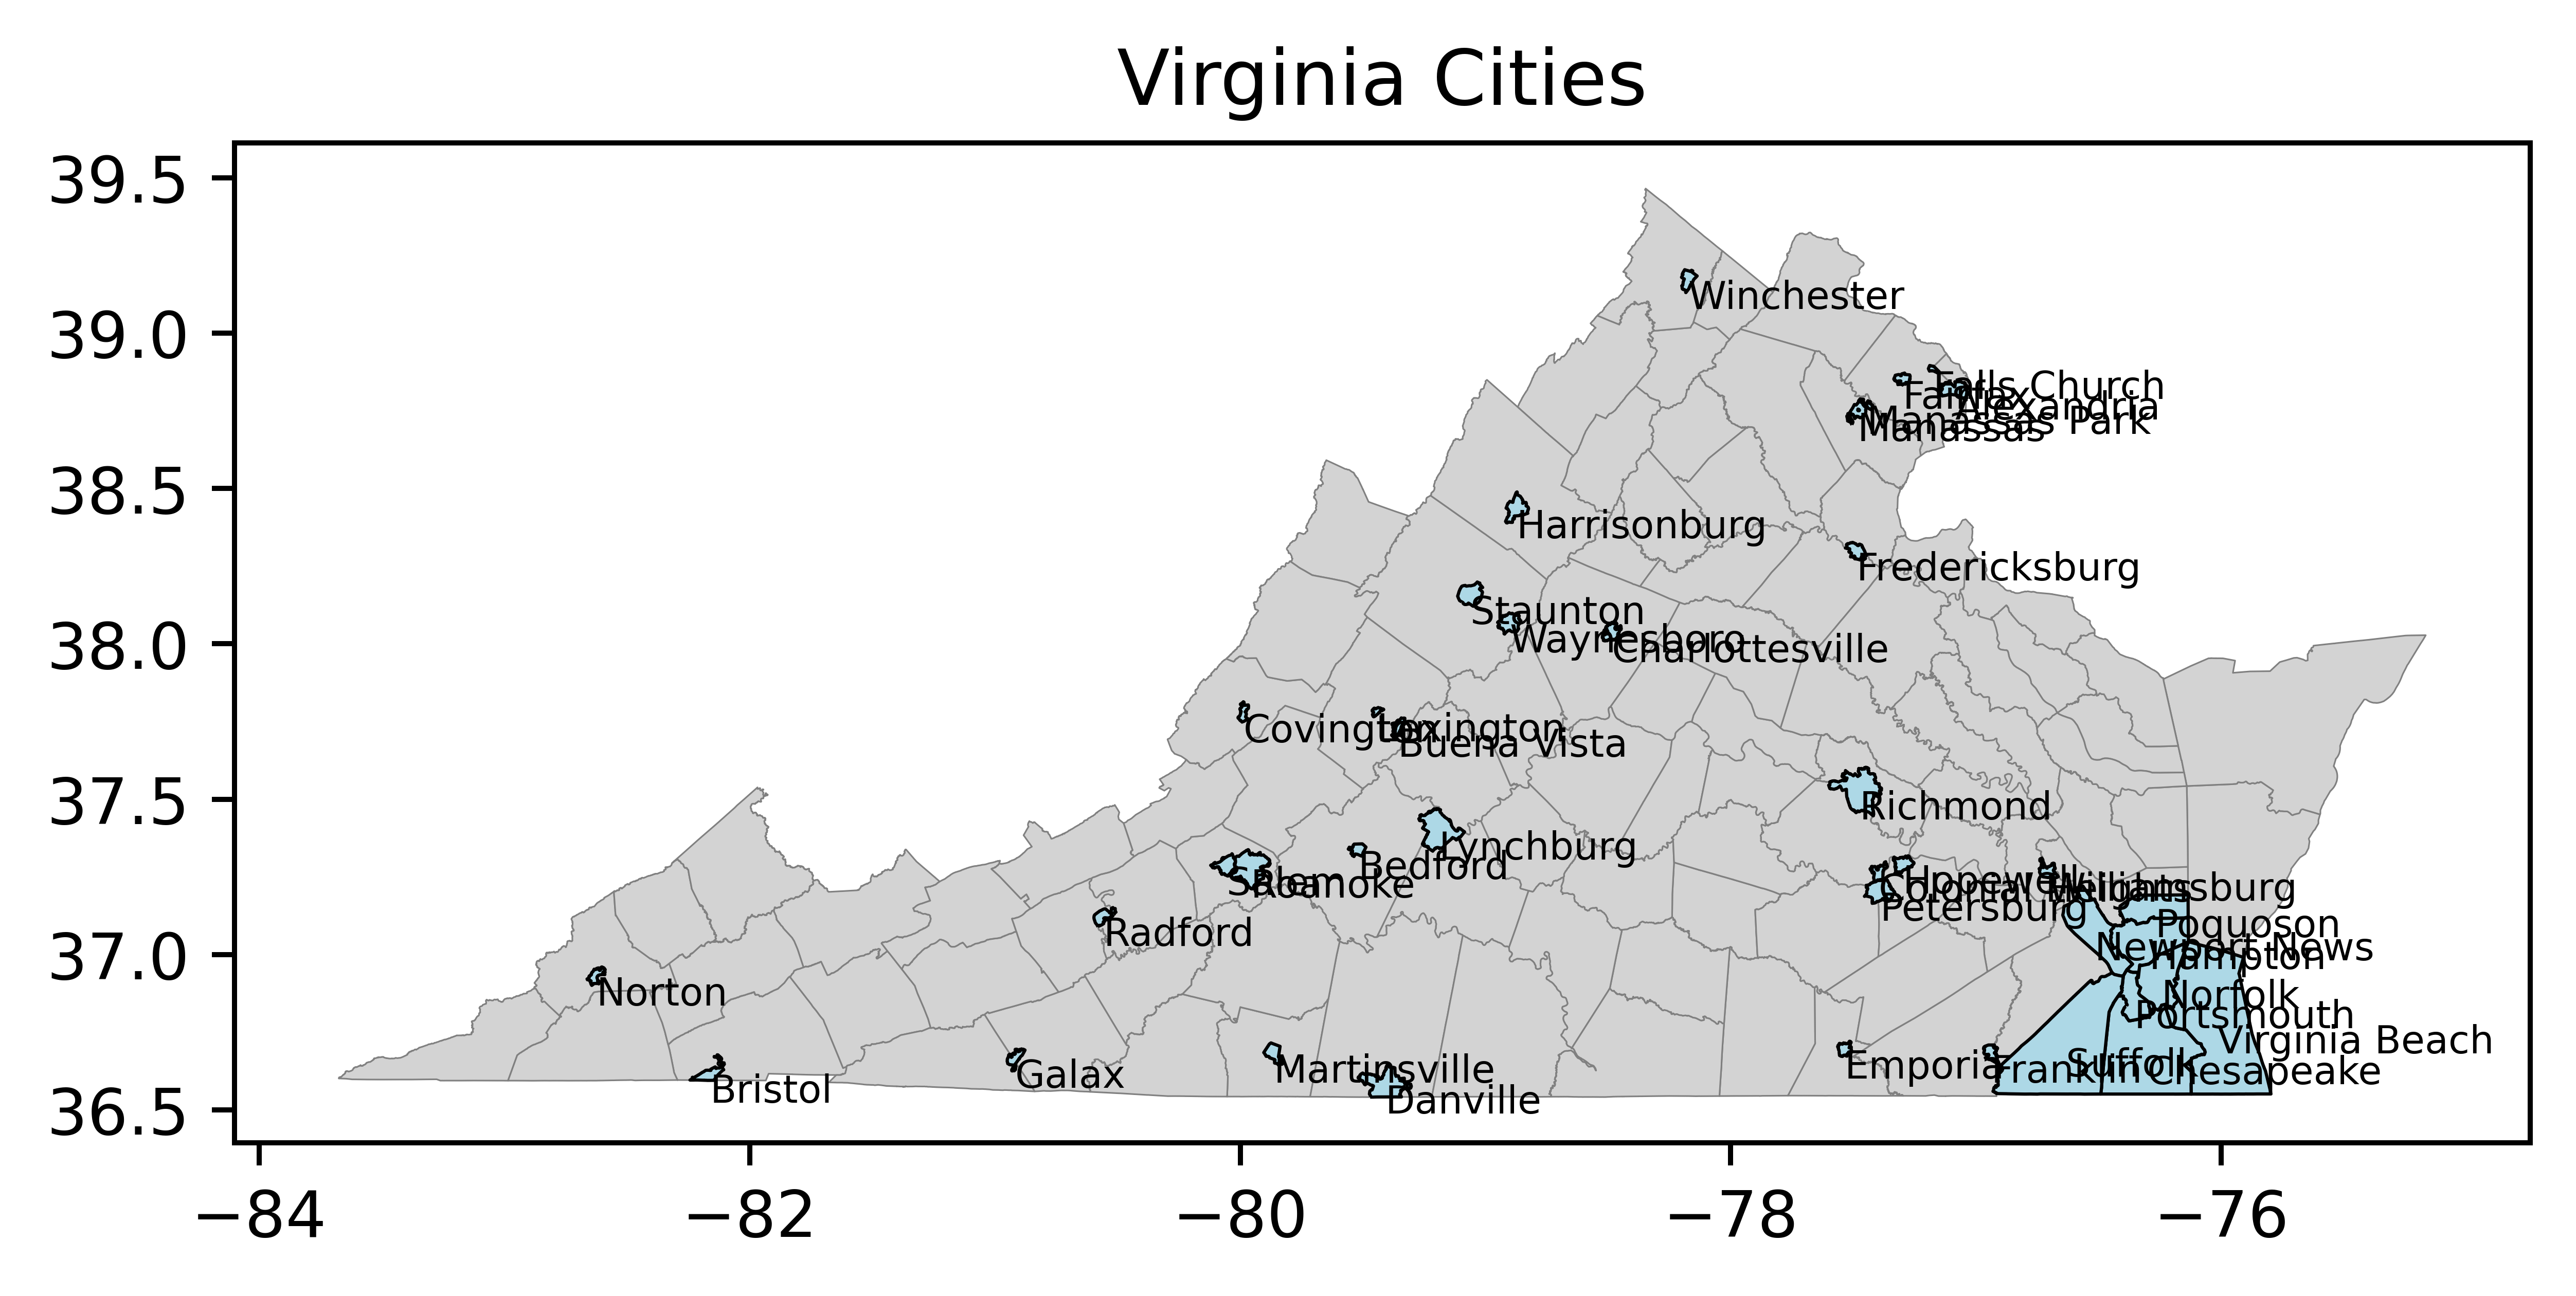 Virginia Cities
39.5
39.0
38.5
38.0
37.5
37.0
36.5
Winchester
Falls Church
Fairfax
Alexandria
Manassas Park
Manassas
Harrisonburg
Fredericksburg
Staunton
Waynesboro
Charlottesville
Covington
Lexington
Buena Vista
Richmond
Lynchburg
Bedford
Salem
Roanoke
Hopewell
Colonial Heights
Williamsburg
Petersburg
Poquoson
Radford
Newport News
Hampton
Norton
Norfolk
Portsmouth
Virginia Beach
Emporia
Franklin
Suffolk
Chesapeake
Martinsville
Galax
Bristol
Danville
−84
−82
−80
−78
−76